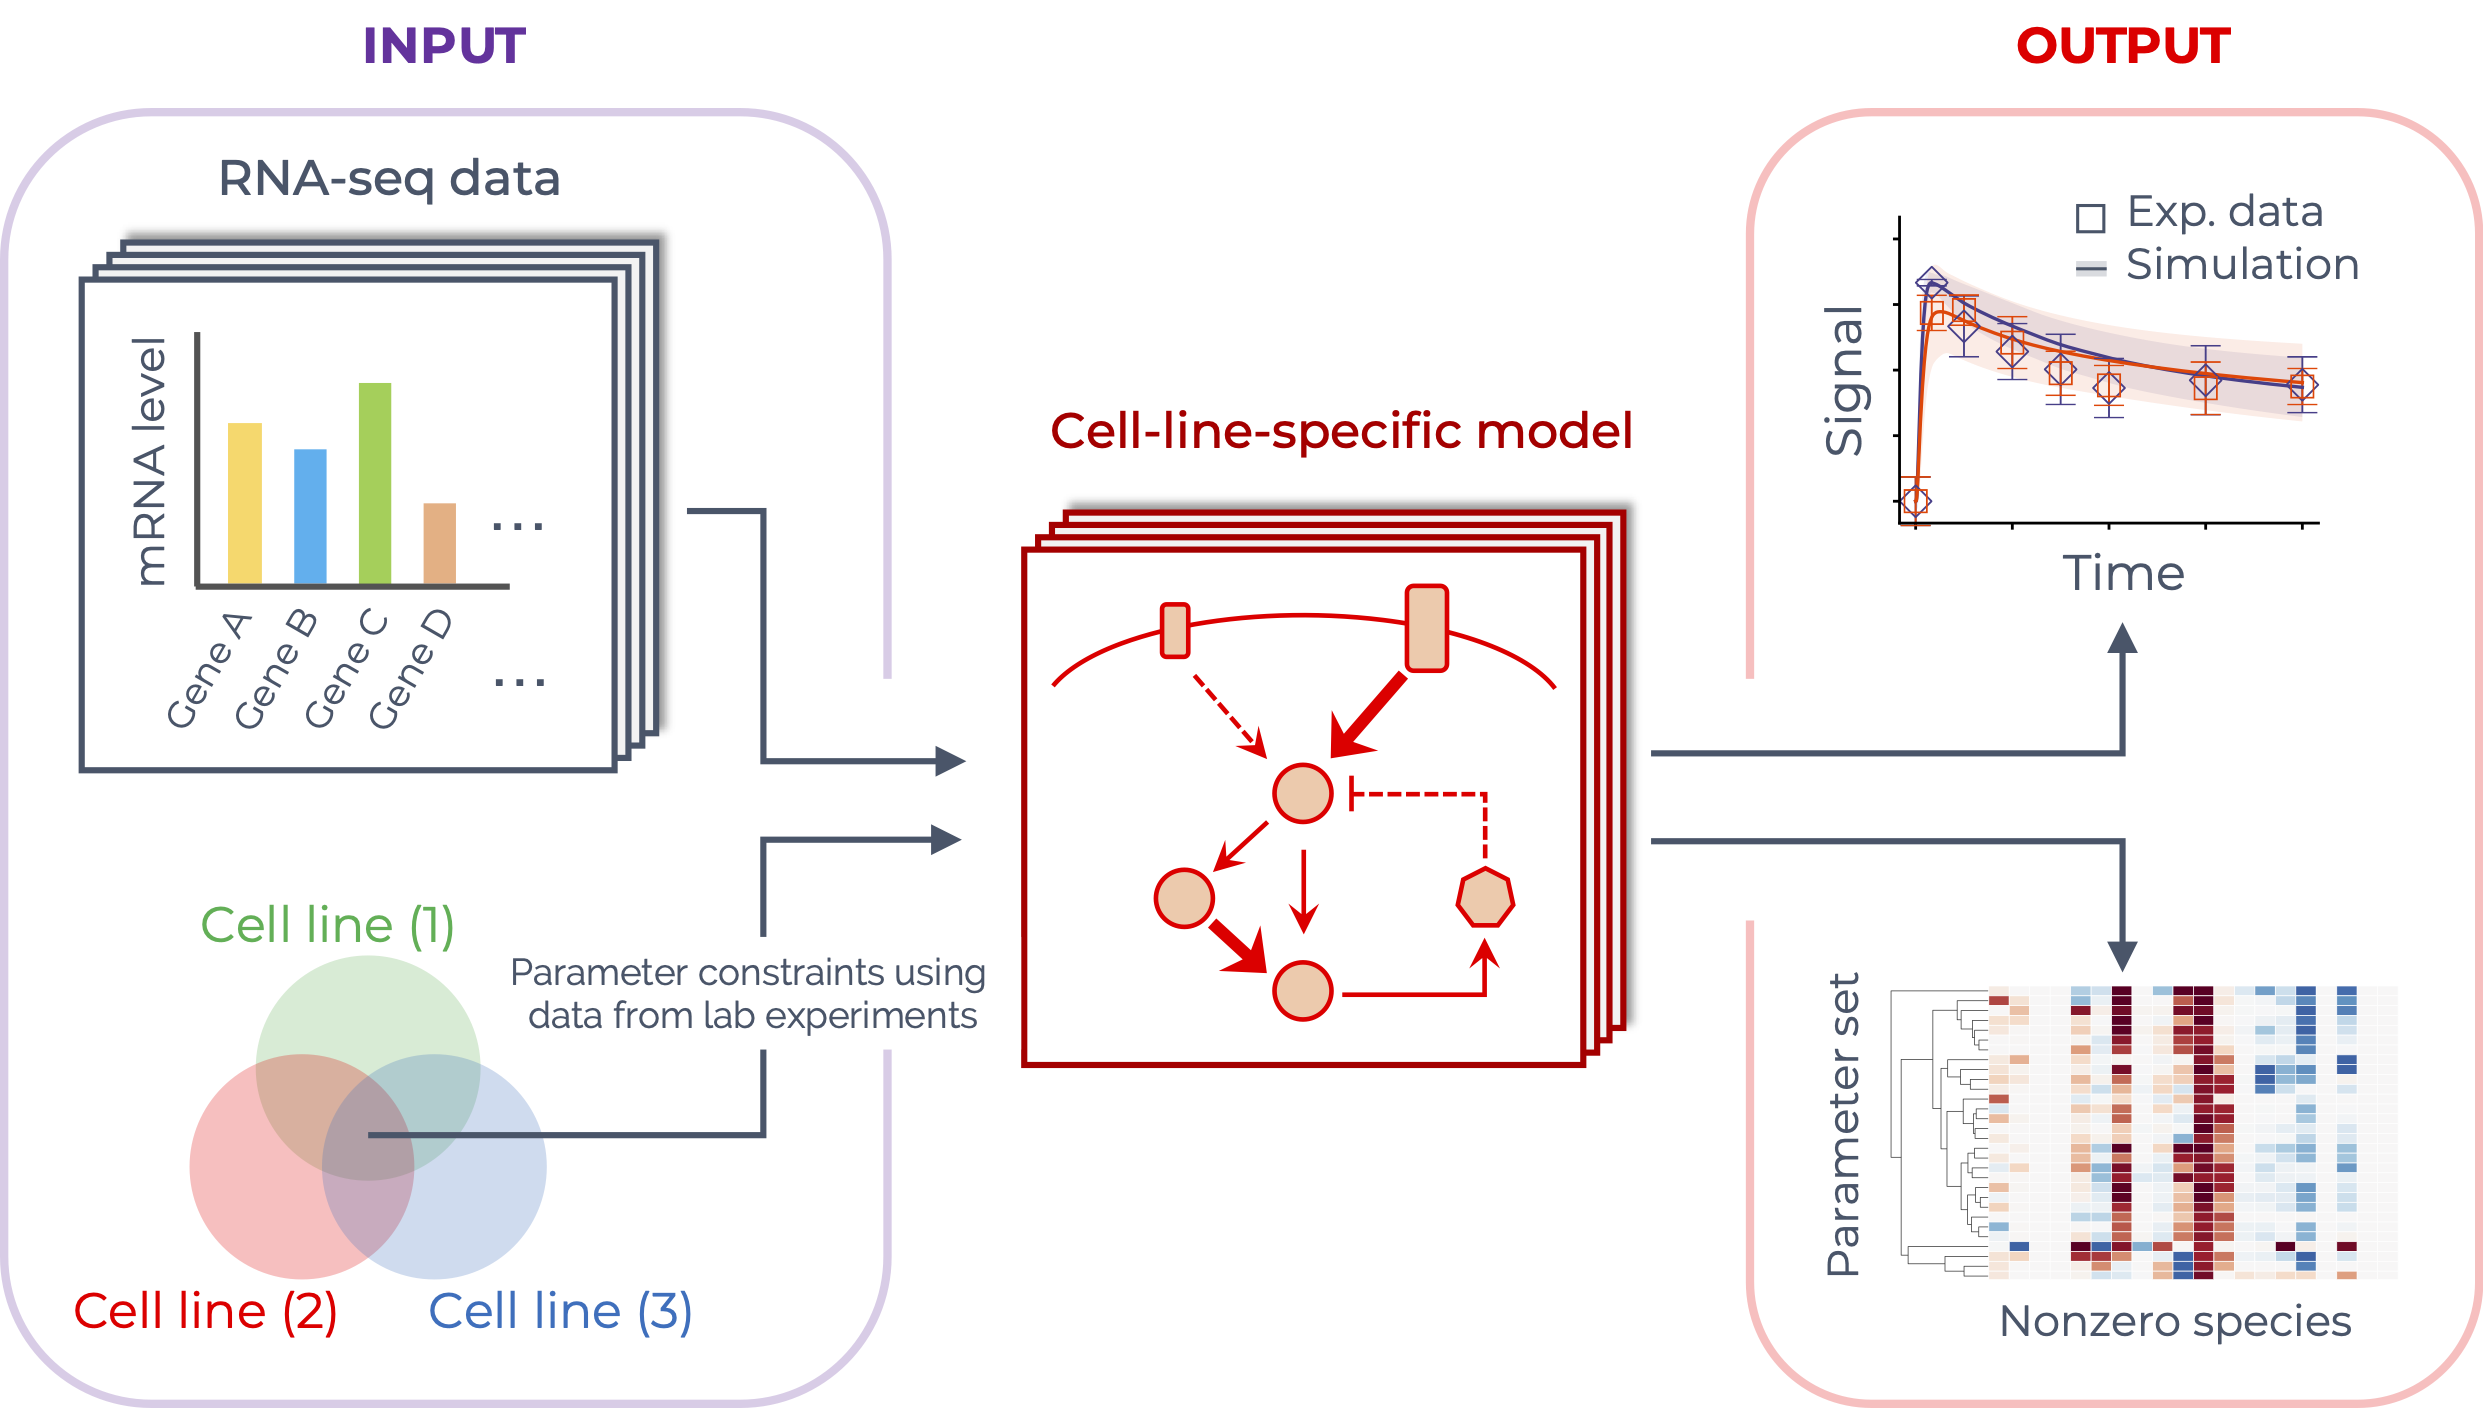 INPUT
RNA-seq data
mRNA level
Gene A
Gene B
Gene C
Gene D
...
...
Cell line (1)
Cell line (2)
Cell line (3)
Parameter constraints using
data from lab experiments
Cell-line-specific model
OUTPUT
Exp. data
Simulation
Signal
Time
Parameter set
Nonzero species